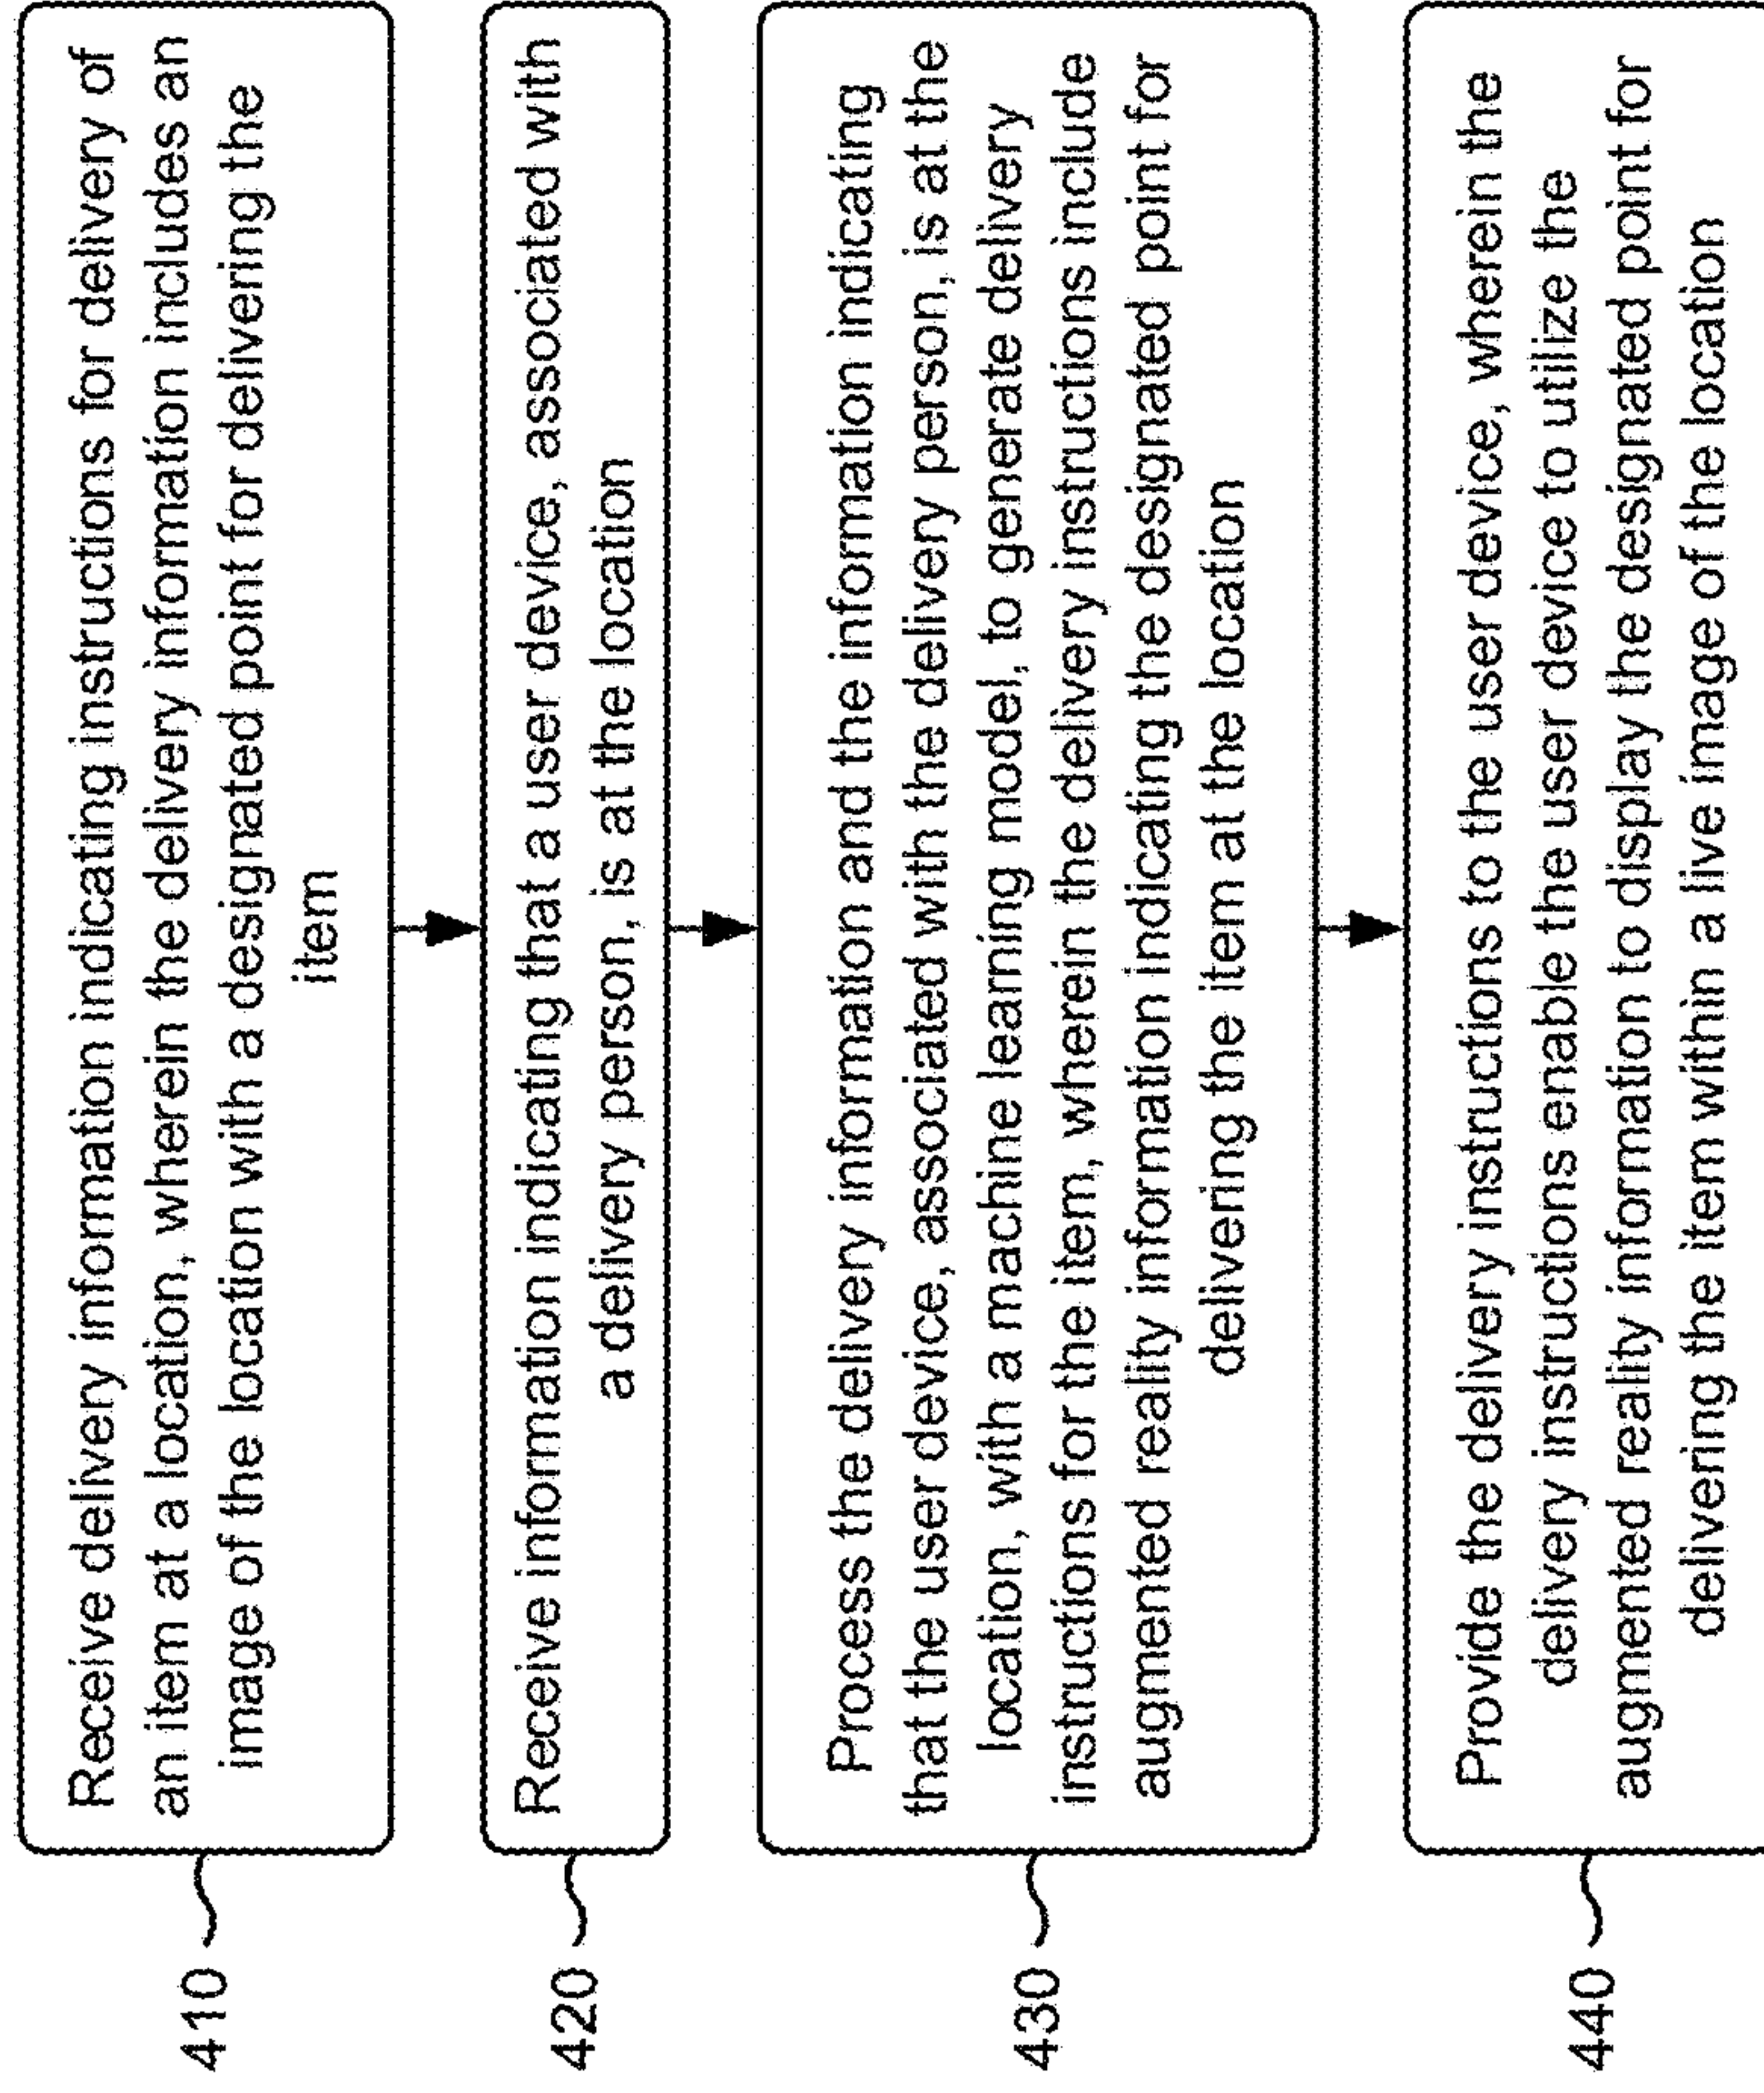 410
Receive delivery information indicating instructions for delivery of
an item at a location, wherein the delivery information includes an
image of the location with a designated point for delivering the
item
420
Receive information indicating that a user device, associated with
a delivery person, is at the location
430
Process the delivery information and the information indicating
that the user device, associated with the delivery person, is at the
location, with a machine learning model, to generate delivery
instructions for the item, wherein the delivery instructions include
augmented reality information indicating the designated point for
delivering the item at the location
440
Provide the delivery instructions to the user device, wherein the
delivery instructions enable the user device to utilize the
augmented reality information to display the designated point for
delivering the item within a live image of the location